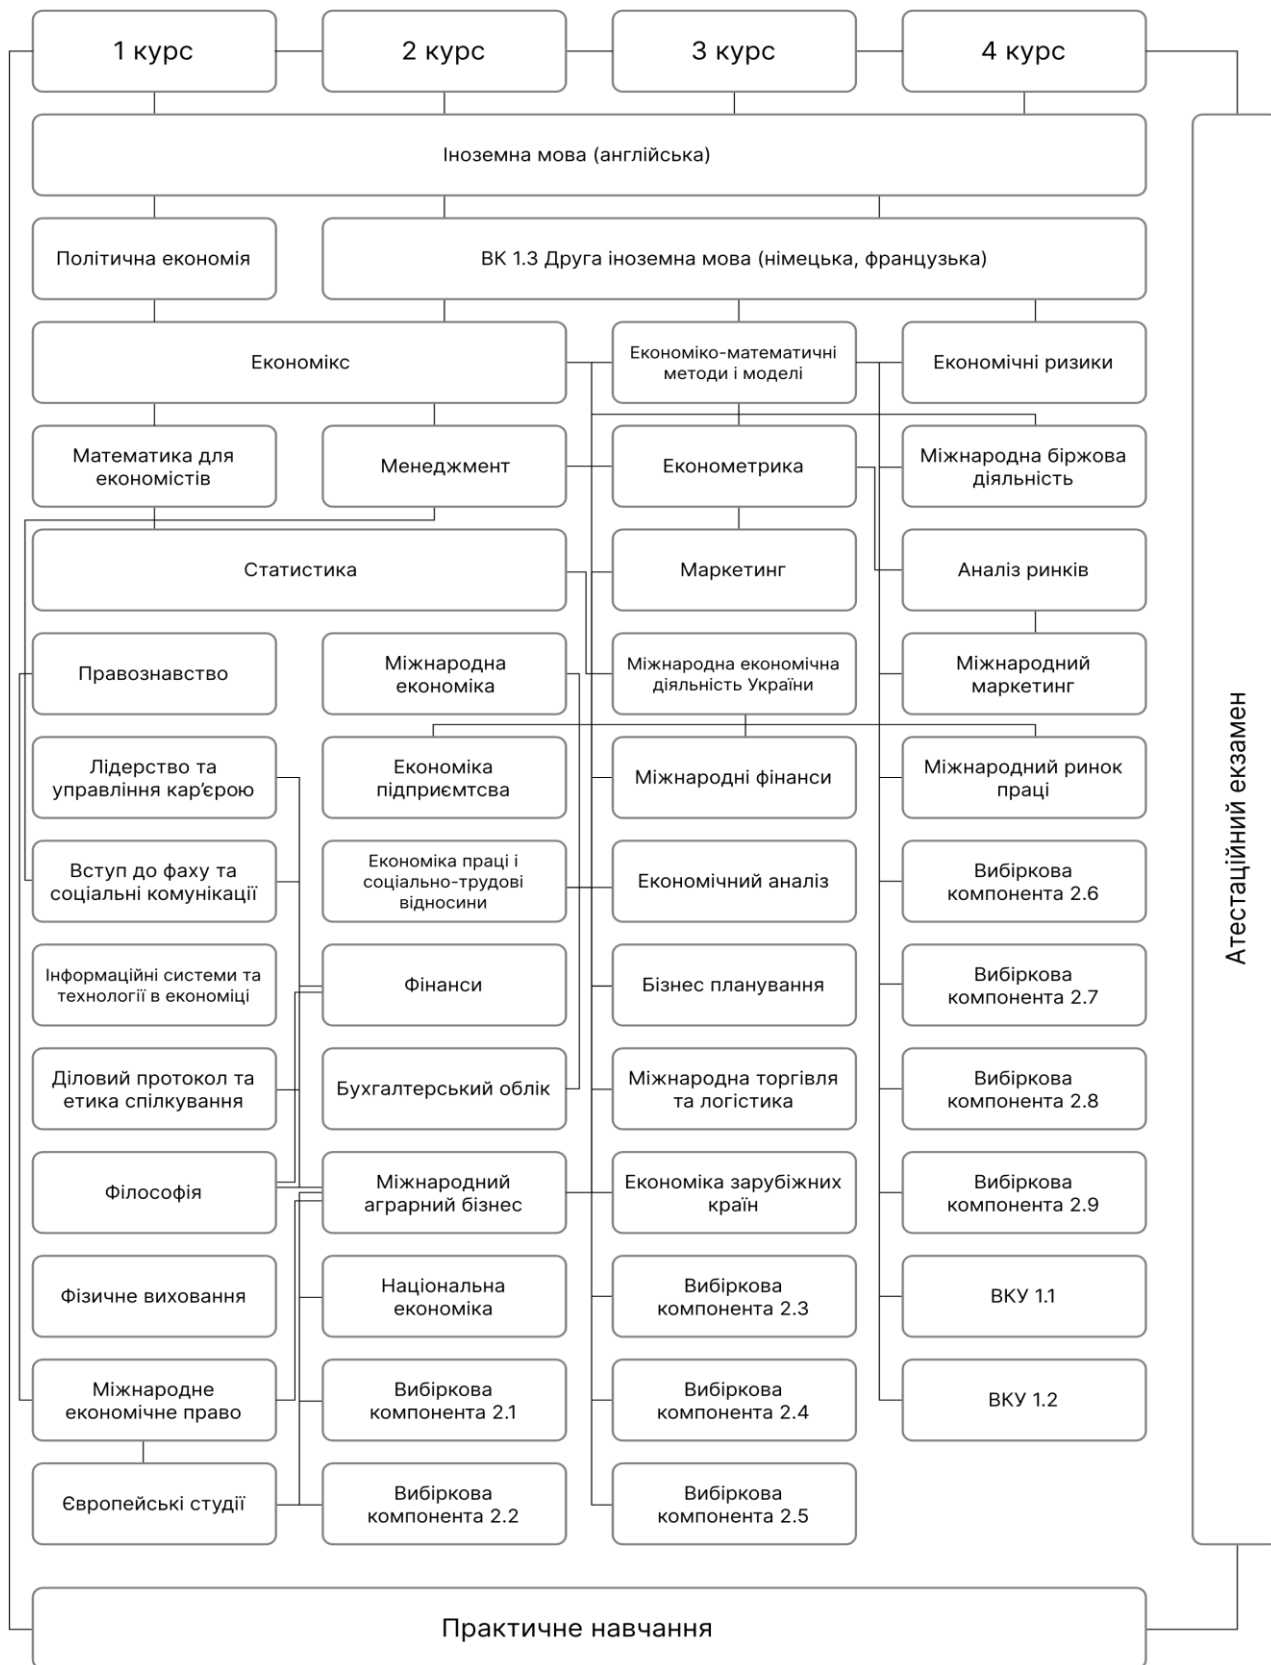 1 курс
2 курс
3 курс
4 курс
Іноземна мова (англійська)
Політична економія
ВК 1.3 Друга іноземна мова (німецька, французька)
Економікс
Економіко-математичні
методи і моделі
Економічні ризики
Математика для
економістів
Менеджмент
Економетрика
Міжнародна біржова
діяльність
Статистика
Маркетинг
Аналіз ринків
Правознавство
Міжнародна
економіка
Міжнародна економічна
діяльність України
Міжнародний
маркетинг
Лідерство та
управління кар’єрою
Економіка
підприємтсва
Міжнародні фінанси
Міжнародний ринок
праці
Вступ до фаху та
соціальні комунікації
Економіка праці і
соціально-трудові
відносини
Економічний аналіз
Вибіркова
компонента 2.6
Інформаційні системи та
технології в економіці
Фінанси
Бізнес планування
Вибіркова
компонента 2.7
Діловий протокол та
етика спілкування
Бухгалтерський облік
Міжнародна торгівля
та логістика
Вибіркова
компонента 2.8
Філософія
Міжнародний
аграрний бізнес
Економіка зарубіжних
країн
Вибіркова
компонента 2.9
Фізичне виховання
Національна
економіка
Вибіркова
компонента 2.3
ВКУ 1.1
Міжнародне
економічне право
Вибіркова
компонента 2.1
Вибіркова
компонента 2.4
ВКУ 1.2
Європейські студії
Вибіркова
компонента 2.2
Вибіркова
компонента 2.5
Атестаційний екзамен
Практичне навчання